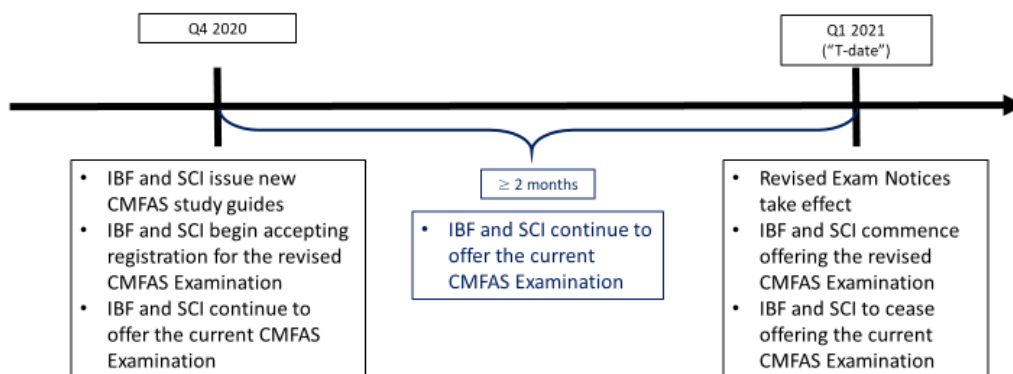 Q4 2020
Q1 2021
("T-date")
• IBF and SCI issue new
CMFAS study guides
• IBF and SCI begin accepting
registration for the revised
CMFAS Examination
• IBF and SCI continue to
offer the current CMFAS
Examination
≥ 2 months
• IBF and SCI continue to
offer the current
CMFAS Examination
• Revised Exam Notices
take effect
• IBF and SCI commence
offering the revised
CMFAS Examination
• IBF and SCI to cease
offering the current
CMFAS Examination